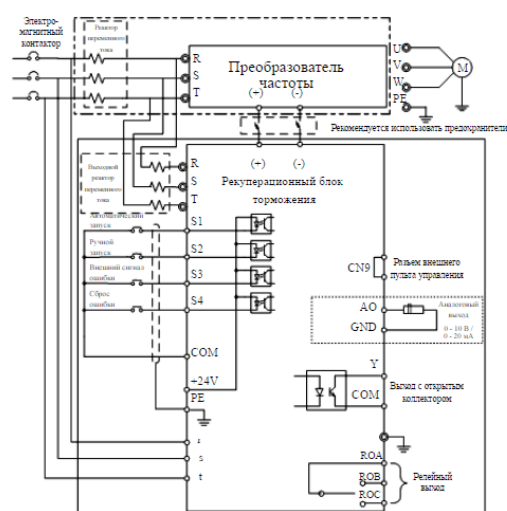 Электро-
магнитный
контактор
Реактор
переменного
тока
R
S
T
Преобразователь
частоты
(+) (-)
U
V
W
PE
M
Рекомендуется использовать предохранители
Выходной
реактор
переменного
тока
R
S
T
(+) (-)
Рекуперационный блок
торможения
Автоматический
запуск
S1
Ручной
запуск
S2
Внешний сигнал
ошибки
S3
Сброс
ошибки
S4
COM
+24V
PE
r
s
t
CN9
Разъем внешнего
пульта управления
AO
GND
Аналоговый
выход
0 - 10 В /
0 - 20 мА
Y
COM
Выход с открытым
коллектором
ROA
ROB
ROC
Релейный
выход